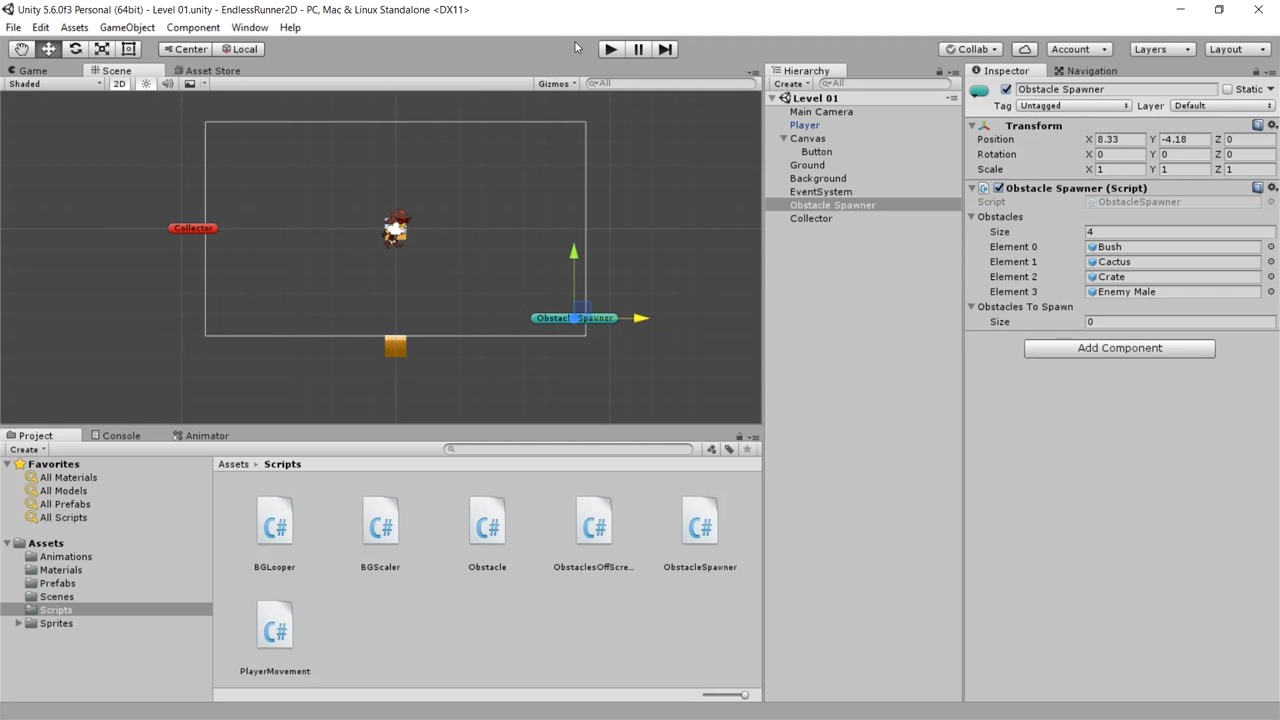 Unity 5.6.0f3 Personal (64bit) - Level 01.unity - EndlessRunner2D - PC, Mac & Linux Standalone <DX11>
File Edit Assets GameObject Component Window Help
Center Local Collab Account Layers Layout
Game Scene Asset Store
Shaded 2D Gizmos All
Collector
Obstacle Spawner
Hierarchy
Create All
Level 01
Main Camera
Player
Canvas
Button
Ground
Background
EventSystem
Obstacle Spawner
Collector
Inspector Navigation
Obstacle Spawner Static
Tag Untagged Layer Default
Transform
Position X 8.33 Y -4.18 Z 0
Rotation X 0 Y 0 Z 0
Scale X 1 Y 1 Z 1
Obstacle Spawner (Script)
Script ObstacleSpawner
Obstacles
Size 4
Element 0 Bush
Element 1 Cactus
Element 2 Crate
Element 3 Enemy Male
Obstacles To Spawn
Size 0
Add Component
Project Console Animator
Create
Favorites
All Materials
All Models
All Prefabs
All Scripts
Assets
Animations
Materials
Prefabs
Scenes
Scripts
Sprites
Assets Scripts
C# C# C# C# C#
BGLooper BGScaler Obstacle ObstaclesOffScre... ObstacleSpawner
C#
PlayerMovement